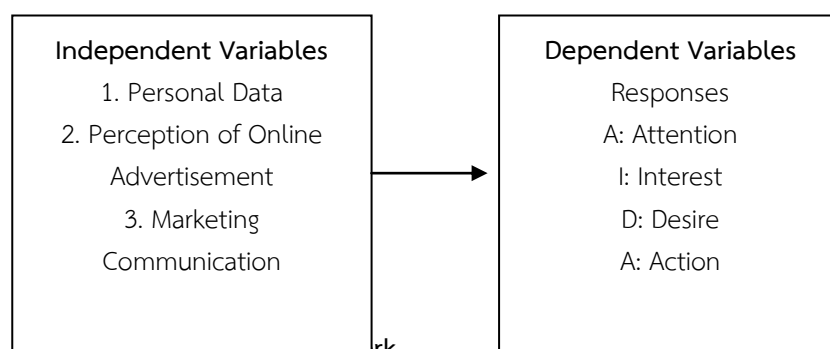 Independent Variables
1. Personal Data
2. Perception of Online
Advertisement
3. Marketing
Communication
Dependent Variables
Responses
A: Attention
I: Interest
D: Desire
A: Action